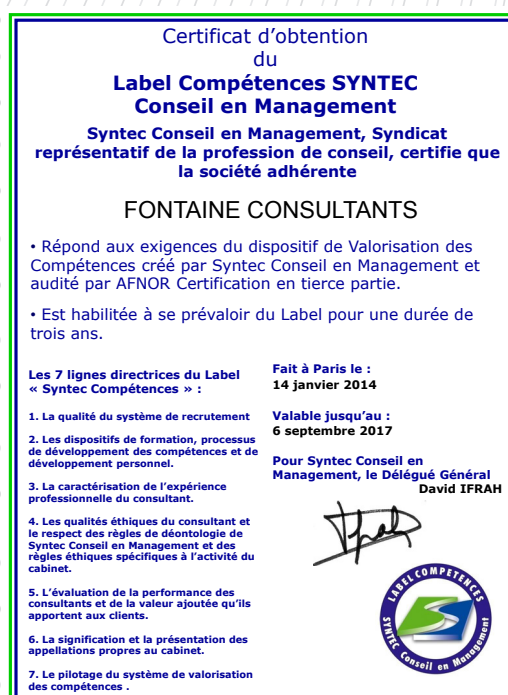 Certificat d'obtention
du
Label Compétences SYNTEC
Conseil en Management
Syntec Conseil en Management, Syndicat
représentatif de la profession de conseil, certifie que
la société adhérente
FONTAINE CONSULTANTS
• Répond aux exigences du dispositif de Valorisation des
Compétences créé par Syntec Conseil en Management et
audité par AFNOR Certification en tierce partie.
• Est habilitée à se prévaloir du Label pour une durée de
trois ans.
Les 7 lignes directrices du Label
« Syntec Compétences » :
1. La qualité du système de recrutement
2. Les dispositifs de formation, processus
de développement des compétences et de
développement personnel.
3. La caractérisation de l'expérience
professionnelle du consultant.
4. Les qualités éthiques du consultant et
le respect des règles de déontologie de
Syntec Conseil en Management et des
règles éthiques spécifiques à l'activité du
cabinet.
5. L'évaluation de la performance des
consultants et de la valeur ajoutée qu'ils
apportent aux clients.
6. La signification et la présentation des
appellations propres au cabinet.
7. Le pilotage du système de valorisation
des compétences .
Fait à Paris le :
14 janvier 2014
Valable jusqu'au :
6 septembre 2017
Pour Syntec Conseil en
Management, le Délégué Général
David IFRAH
LABEL COMPETENCES
SYNTEC Conseil en Management